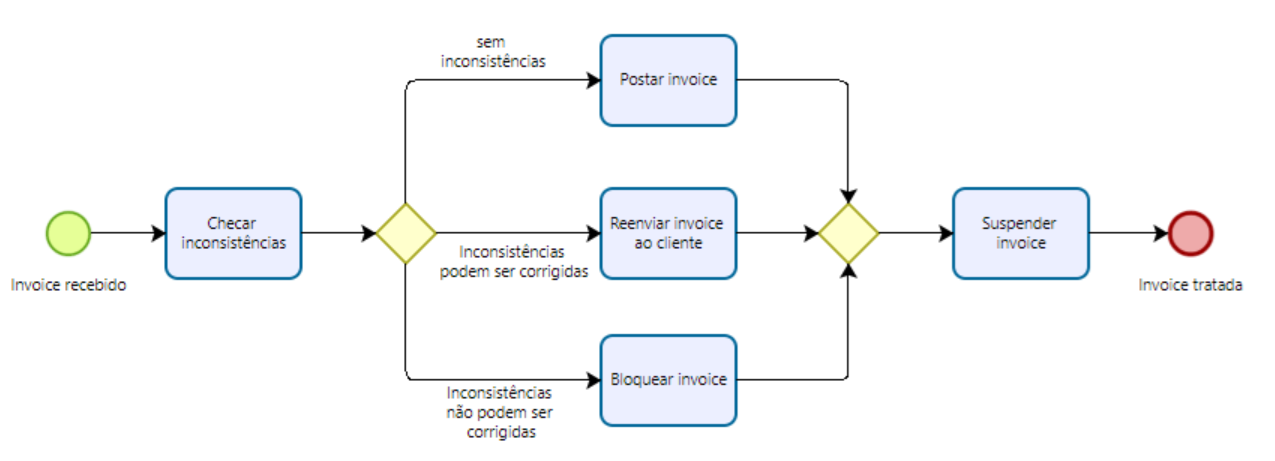 Invoice recebido
Checar
inconsistências
sem
inconsistências
Postar invoice
Inconsistências
podem ser corrigidas
Reenviar invoice
ao cliente
Inconsistências
não podem ser
corrigidas
Bloquear invoice
Suspender
invoice
Invoice tratada